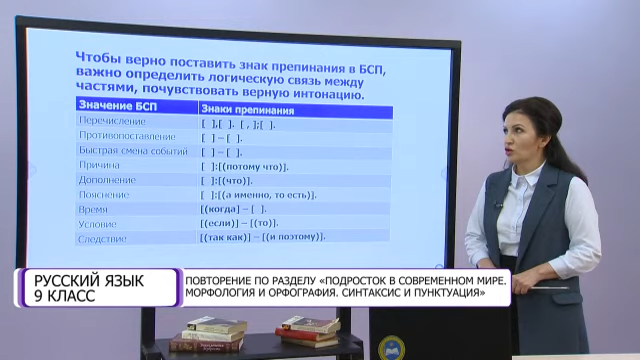 Чтобы верно поставить знак препинания в БСП,
важно определить логическую связь между
частями, почувствовать верную интонацию.
Значение БСП Знаки препинания
Перечисление [ ],[ ]. [ , ];[ ].
Противопоставление [ ] – [ ].
Быстрая смена событий [ ] – [ ].
Причина [ ]:[(потому что)].
Дополнение [ ]:[(что)].
Пояснение [ ]:[(а именно, то есть)].
Время [(когда] – [ ].
Условие [(если)] – [(то)].
Следствие [(так как)] – [(и поэтому)].
РУССКИЙ ЯЗЫК
9 КЛАСС
ПОВТОРЕНИЕ ПО РАЗДЕЛУ «ПОДРОСТОК В СОВРЕМЕННОМ МИРЕ.
МОРФОЛОГИЯ И ОРФОГРАФИЯ. СИНТАКСИС И ПУНКТУАЦИЯ»